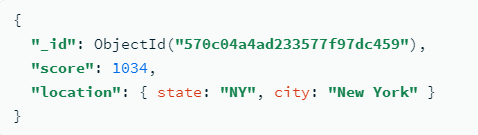 {
"_id": ObjectId("570c04a4ad233577f97dc459"),
"score": 1034,
"location": { state: "NY", city: "New York" }
}